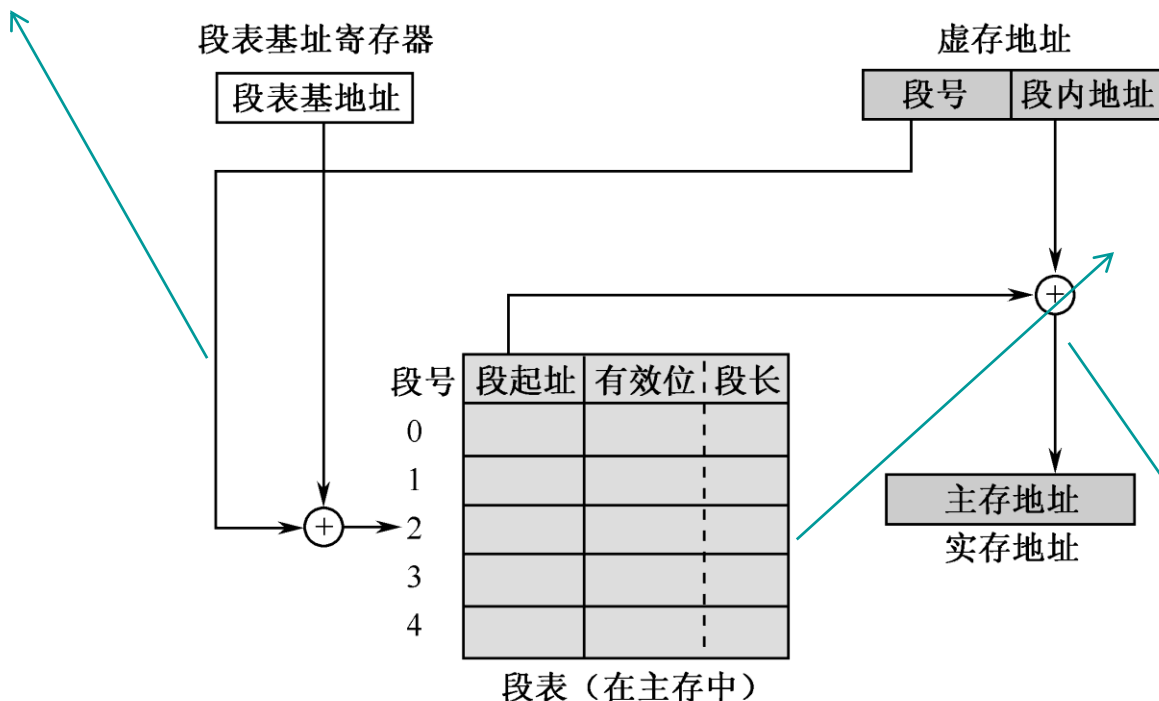 段表基址寄存器
虚存地址
段表基地址
段号 段内地址
段号 段起址 有效位 段长
0
1
+ 2
3
4
+
主存地址
实存地址
段表（在主存中）